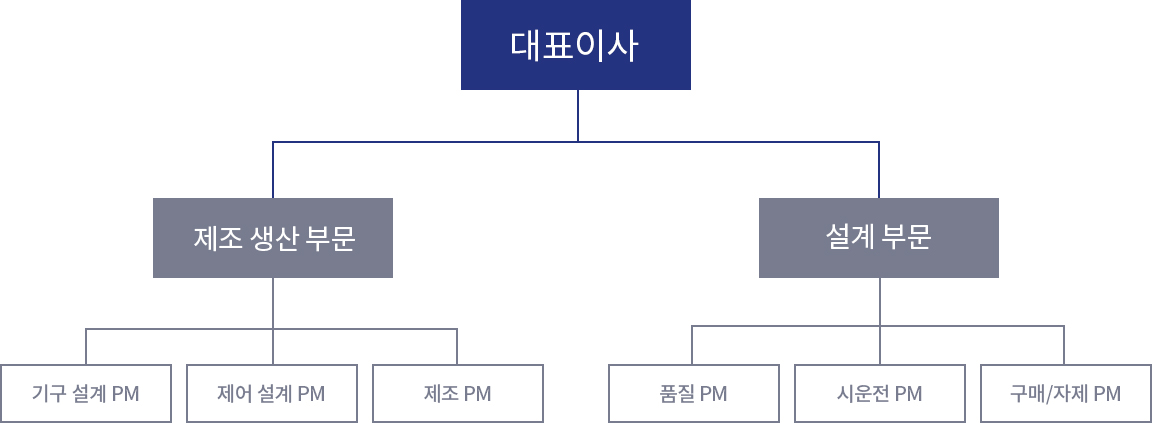 대표이사
제조 생산 부문
설계 부문
기구 설계 PM
제어 설계 PM
제조 PM
품질 PM
시운전 PM
구매/자제 PM